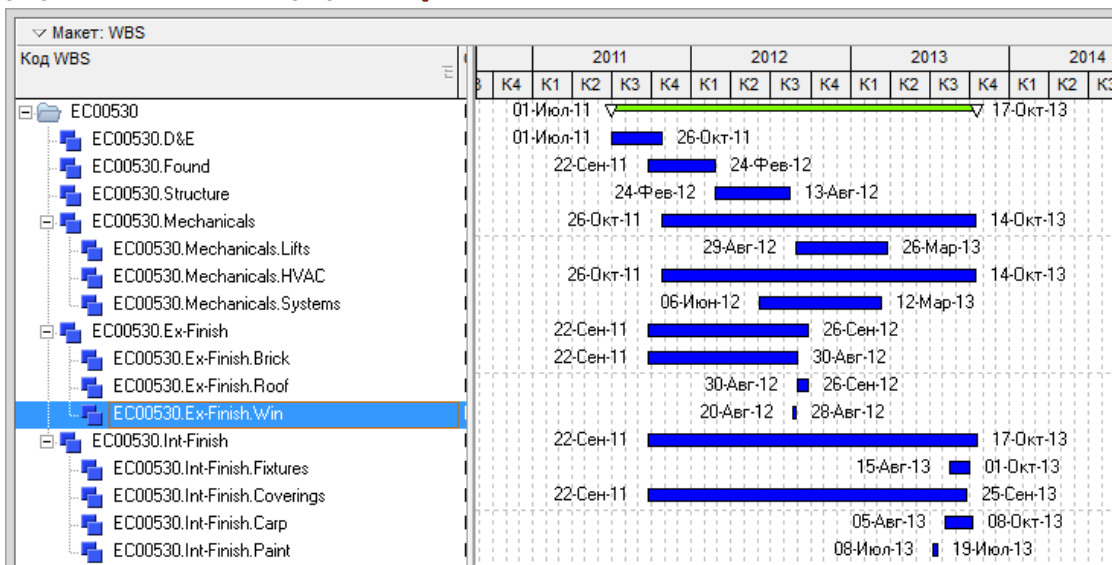 Макет: WBS
Код WBS
2011 2012 2013 2014
К4 К1 К2 К3 К4 К1 К2 К3 К4 К1 К2 К3 К4 К1 К2
EC00530 01-Июл-11 17-Окт-13
EC00530.D&E 01-Июл-11 26-Окт-11
EC00530.Found 22-Сен-11 24-Фев-12
EC00530.Structure 24-Фев-12 13-Авг-12
EC00530.Mechanicals 26-Окт-11 14-Окт-13
EC00530.Mechanicals.Lifts 29-Авг-12 26-Мар-13
EC00530.Mechanicals.HVAC 26-Окт-11 14-Окт-13
EC00530.Mechanicals.Systems 06-Июн-12 12-Мар-13
EC00530.Ex-Finish 22-Сен-11 26-Сен-12
EC00530.Ex-Finish.Brick 22-Сен-11 30-Авг-12
EC00530.Ex-Finish.Roof 30-Авг-12 26-Сен-12
EC00530.Ex-Finish.Win 20-Авг-12 28-Авг-12
EC00530.Int-Finish 22-Сен-11 17-Окт-13
EC00530.Int-Finish.Fixtures 15-Авг-13 01-Окт-13
EC00530.Int-Finish.Coverings 22-Сен-11 25-Сен-13
EC00530.Int-Finish.Carp 05-Авг-13 08-Окт-13
EC00530.Int-Finish.Paint 08-Июл-13 19-Июл-13